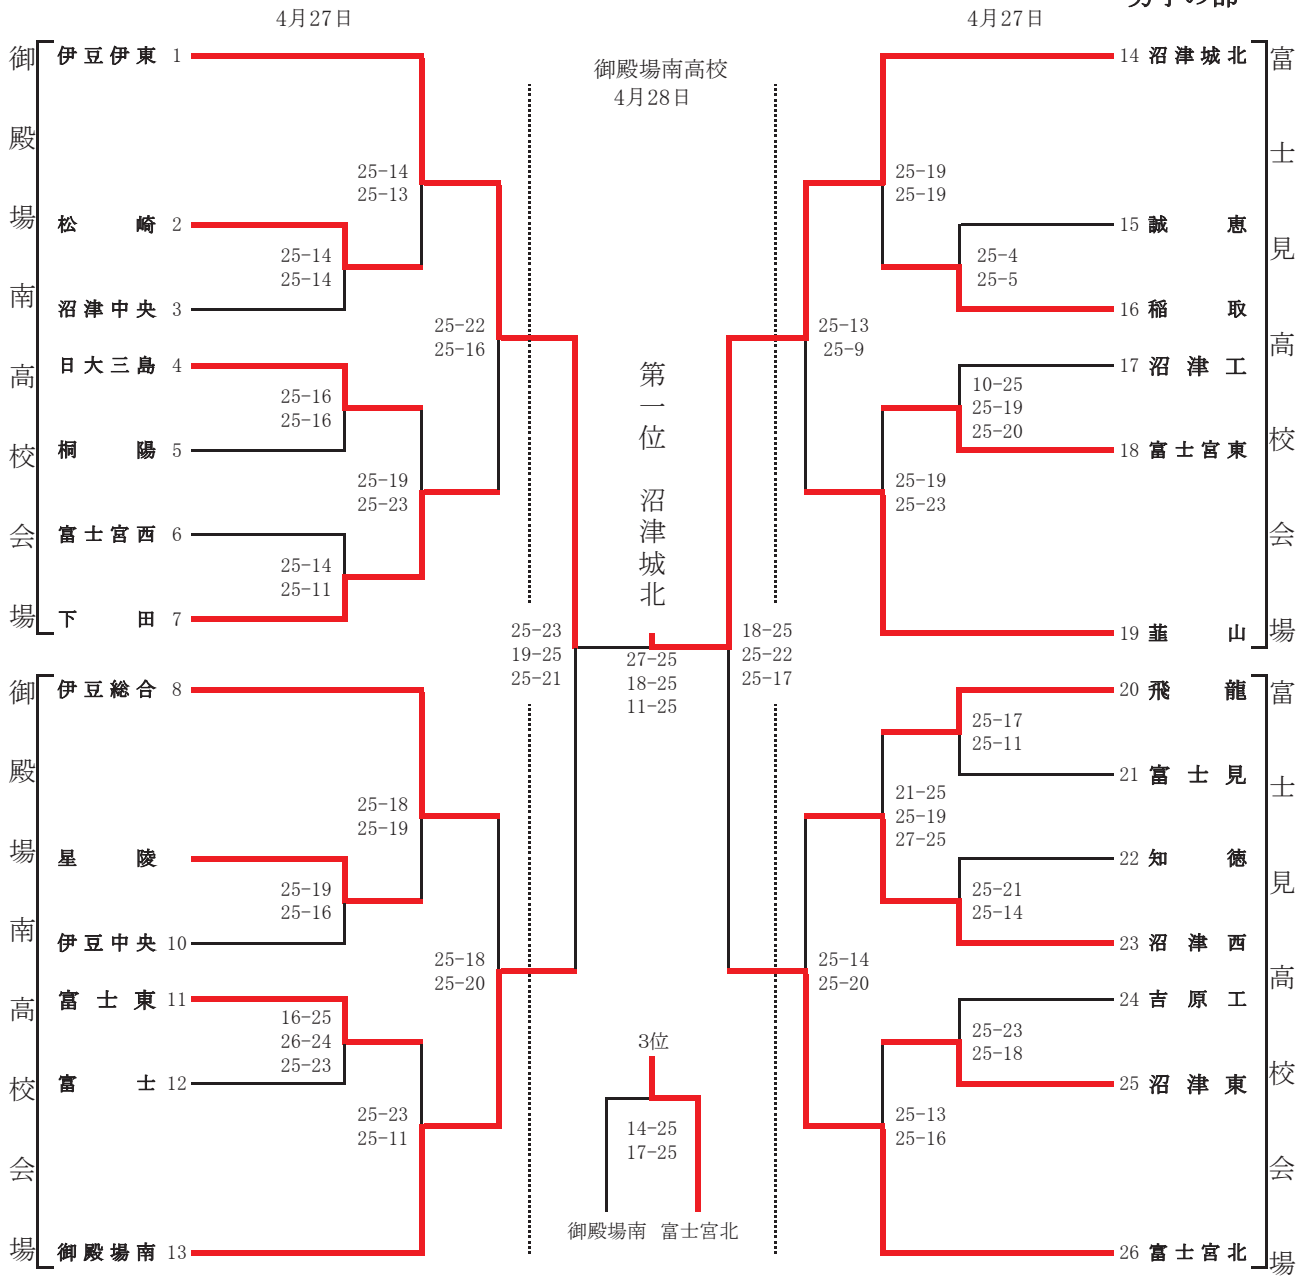 4月27日
4月27日
御殿場南高校
4月28日
御殿場南高校会場
伊豆伊東 1
松崎 2
沼津中央 3
日大三島 4
桐陽 5
富士宮西 6
下田 7
御殿場南高校会場
伊豆総合 8
星陵
伊豆中央 10
富士東 11
富士 12
御殿場南 13
25-14
25-13
25-14
25-14
25-22
25-16
25-16
25-16
25-19
25-23
25-14
25-11
25-23
19-25
25-21
25-18
25-19
25-19
25-16
25-18
25-20
16-25
26-24
25-23
25-23
25-11
第一位 沼津城北
27-25
18-25
11-25
3位
14-25
17-25
御殿場南 富士宮北
18-25
25-22
25-17
25-19
25-19
25-4
25-5
25-13
25-9
10-25
25-19
25-20
25-19
25-23
25-17
25-11
21-25
25-19
27-25
25-21
25-14
25-14
25-20
25-23
25-18
25-13
25-16
14 沼津城北
15 誠恵
16 稲取
17 沼津工
18 富士宮東
19 韮山
富士見高校会場
20 飛龍
21 富士見
22 知徳
23 沼津西
24 吉原工
25 沼津東
26 富士宮北
富士見高校会場